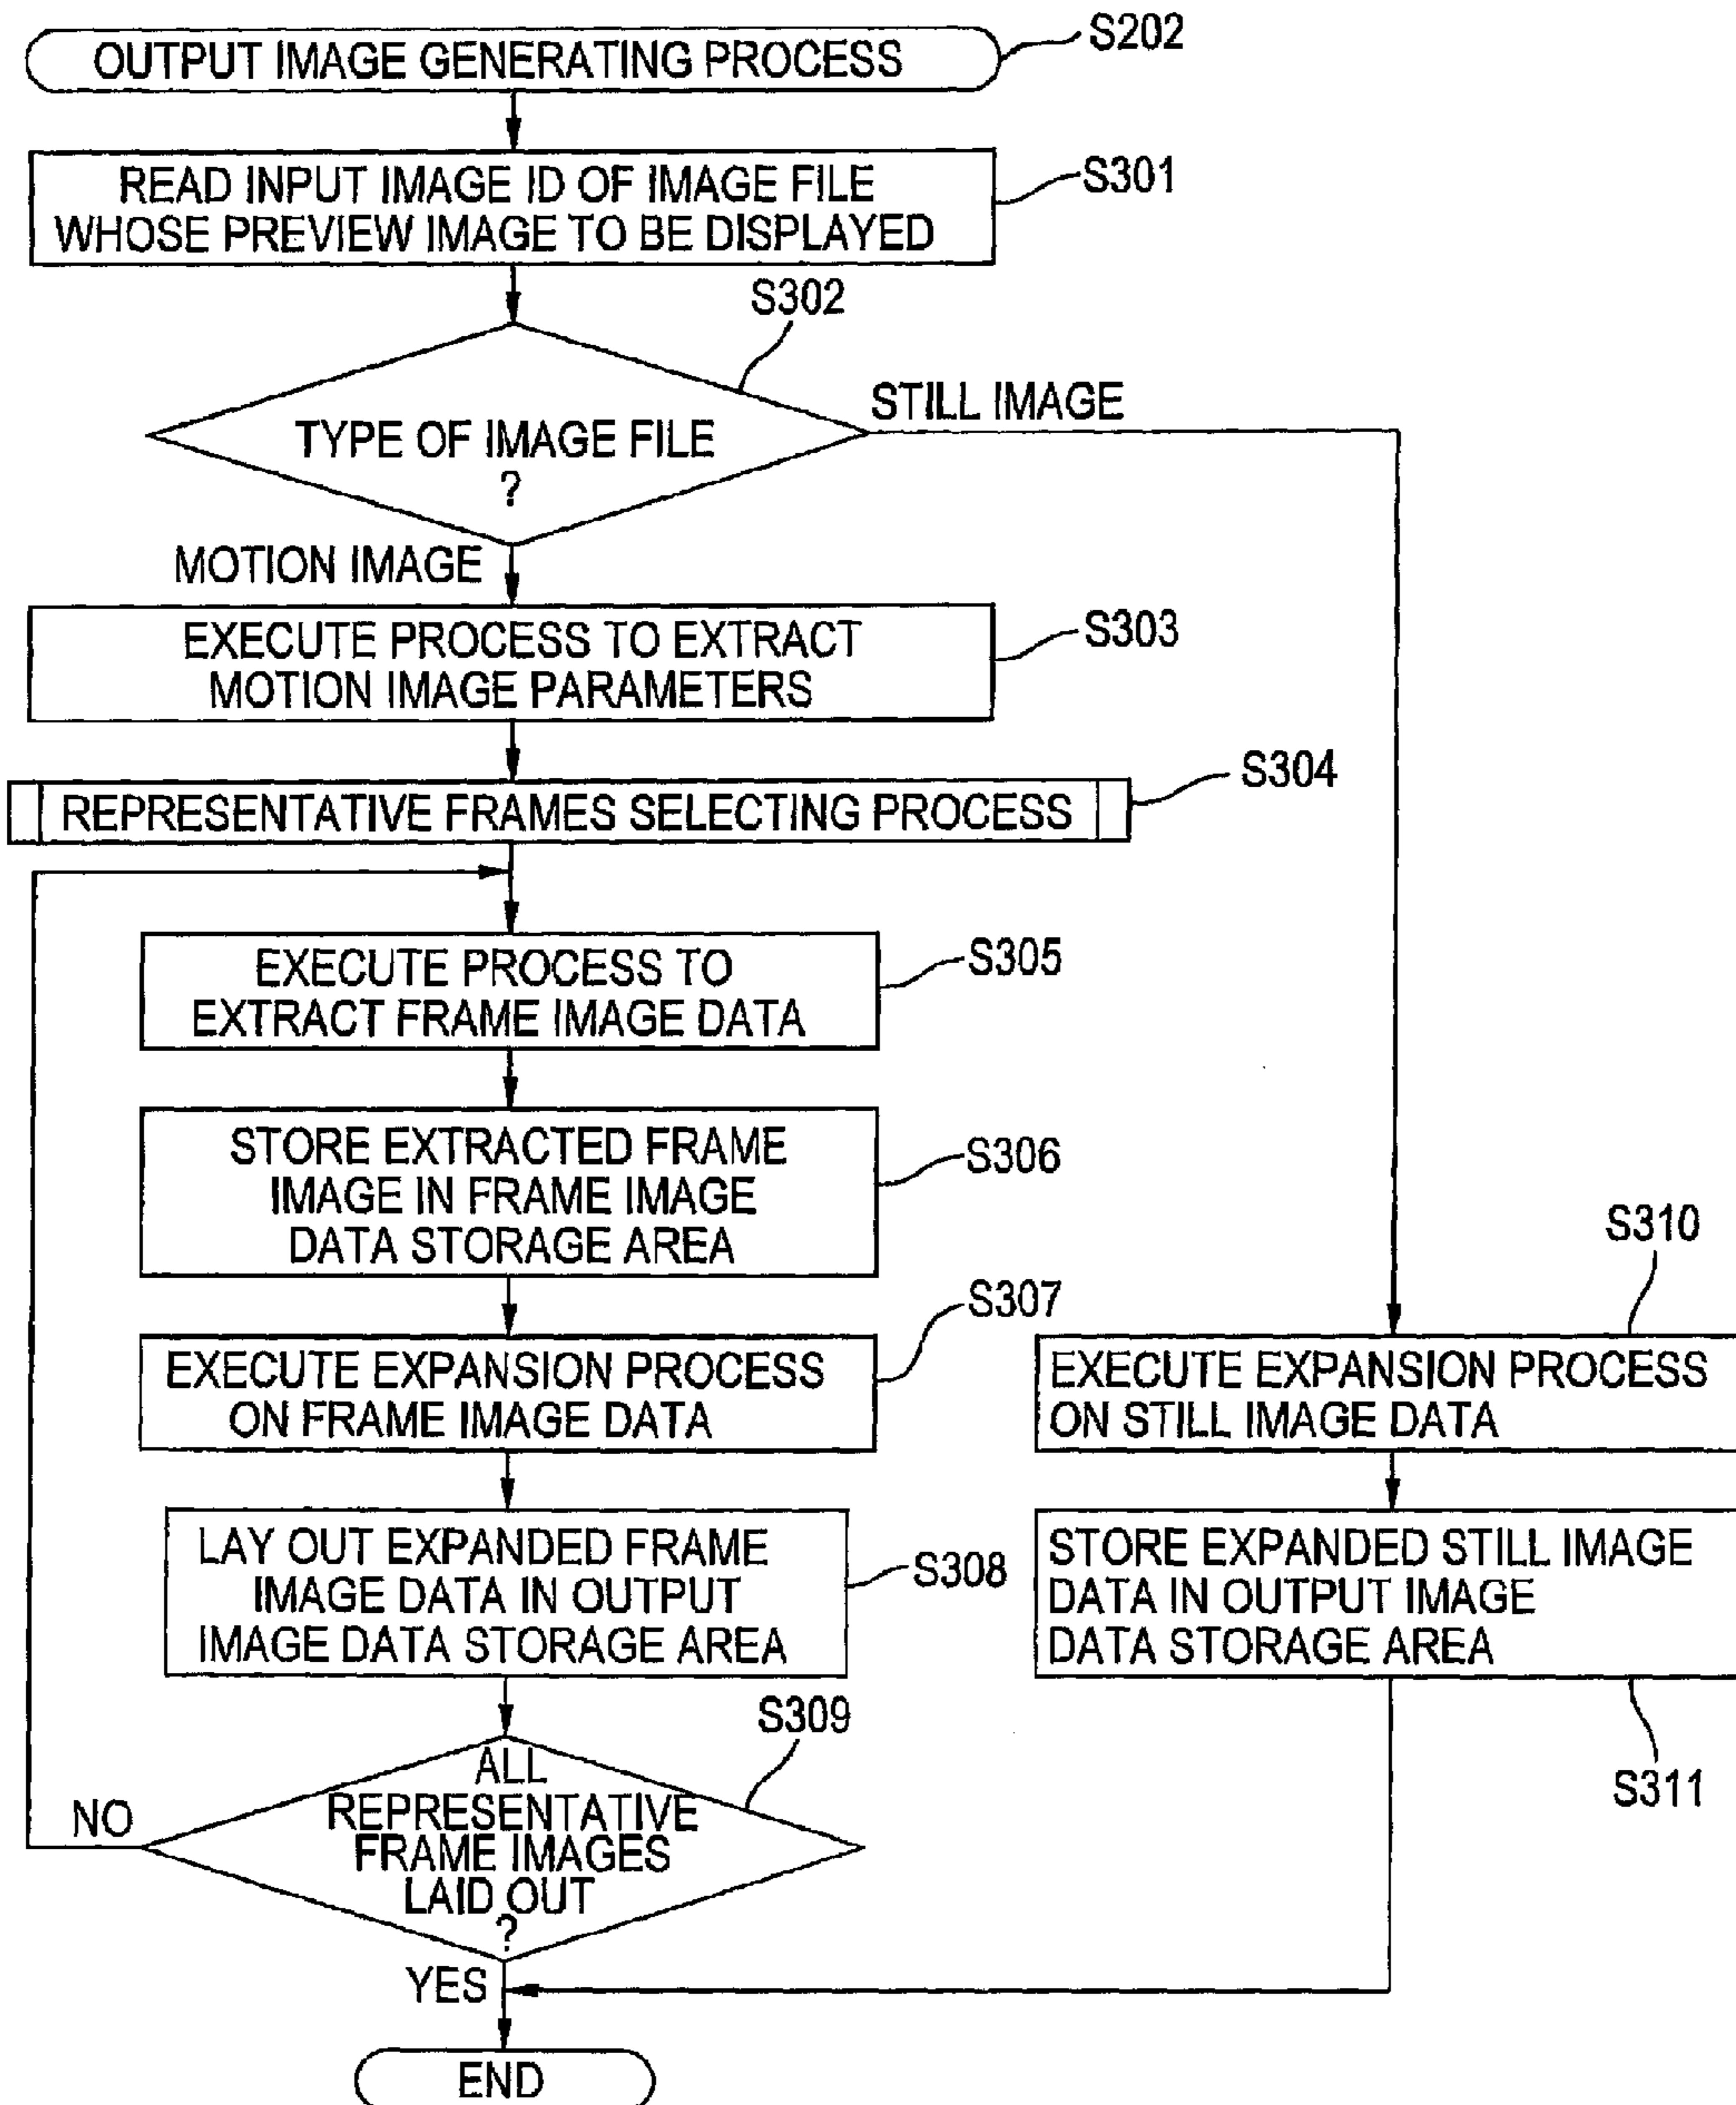 OUTPUT IMAGE GENERATING PROCESS
S202
READ INPUT IMAGE ID OF IMAGE FILE
WHOSE PREVIEW IMAGE TO BE DISPLAYED
S301
S302
TYPE OF IMAGE FILE
?
STILL IMAGE
MOTION IMAGE
EXECUTE PROCESS TO EXTRACT
MOTION IMAGE PARAMETERS
S303
REPRESENTATIVE FRAMES SELECTING PROCESS
S304
EXECUTE PROCESS TO
EXTRACT FRAME IMAGE DATA
S305
STORE EXTRACTED FRAME
IMAGE IN FRAME IMAGE
DATA STORAGE AREA
S306
EXECUTE EXPANSION PROCESS
ON FRAME IMAGE DATA
S307
LAY OUT EXPANDED FRAME
IMAGE DATA IN OUTPUT
IMAGE DATA STORAGE AREA
S308
S309
ALL
REPRESENTATIVE
FRAME IMAGES
LAID OUT
?
NO
YES
S310
EXECUTE EXPANSION PROCESS
ON STILL IMAGE DATA
STORE EXPANDED STILL IMAGE
DATA IN OUTPUT IMAGE
DATA STORAGE AREA
S311
END